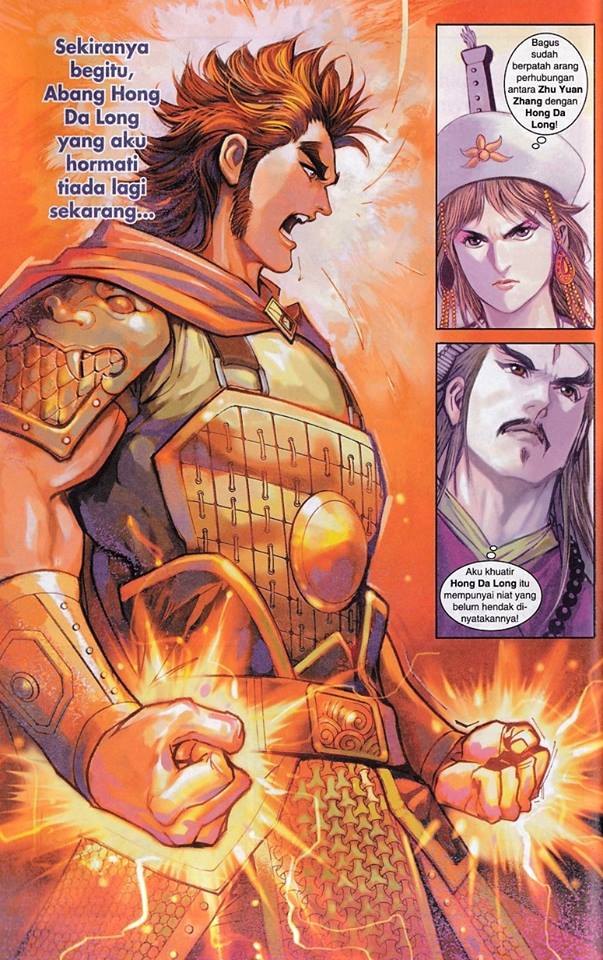 Sekiranya
begitu,
Abang Hong
Da Long
yang aku
hormati
tiada lagi
sekarang...
Bagus
sudah
berpatah arang
perhubungan
antara Zhu Yuan
Zhang dengan
Hong Da
Long!
Aku khuatir
Hong Da Long itu
mempunyai niat yang
belum hendak di-
nyatakannya!